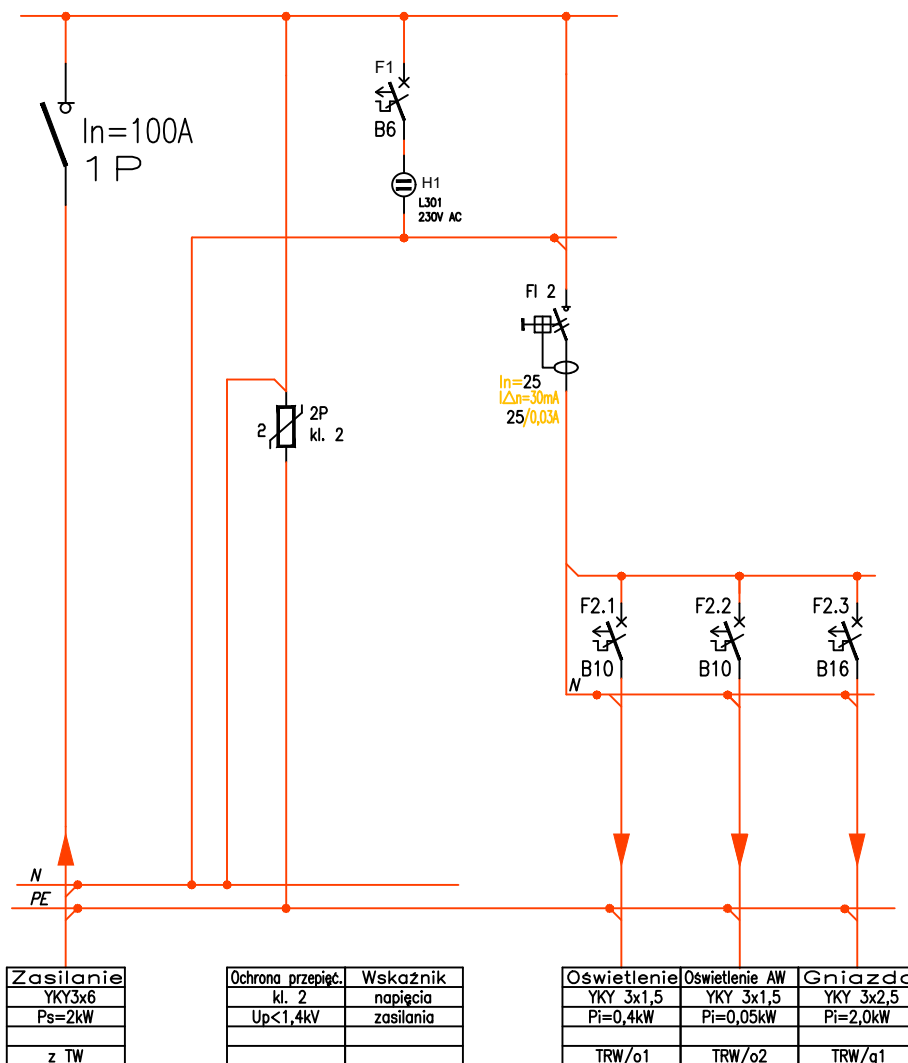 In=100A
1P
F1
B6
H1
L301
230V AC
FI 2
In=25
I△n=30mA
25/0,03A
2P
2
kl. 2
F2.1
F2.2
F2.3
B10
B10
B16
N
N
PE
Zasilanie
YKY3x6
Ps=2kW
z TW
Ochrona przepięć.
Wskaźnik
kl. 2
napięcia
Up<1,4kV
zasilania
Oświetlenie
Oświetlenie AW
Gniazdo
YKY 3x1,5
YKY 3x1,5
YKY 3x2,5
Pi=0,4kW
Pi=0,05kW
Pi=2,0kW
TRW/o1
TRW/o2
TRW/g1